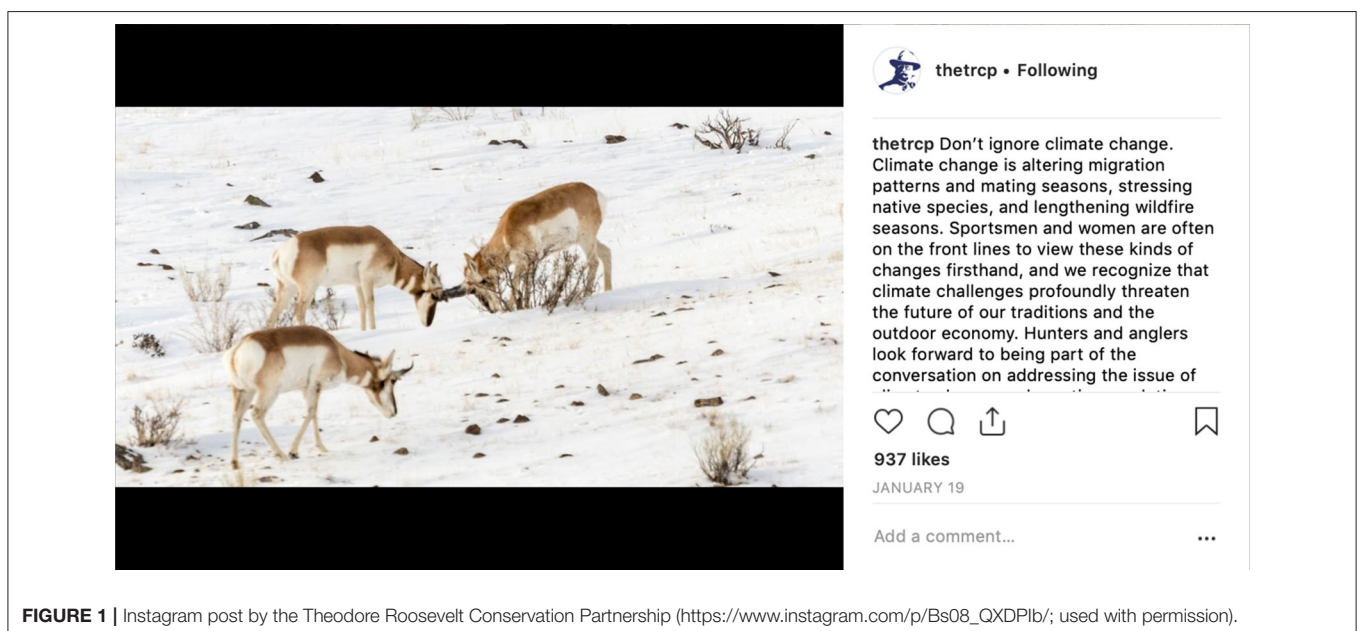 thetrcp • Following
thetrcp Don't ignore climate change.
Climate change is altering migration
patterns and mating seasons, stressing
native species, and lengthening wildfire
seasons. Sportsmen and women are often
on the front lines to view these kinds of
changes firsthand, and we recognize that
climate challenges profoundly threaten
the future of our traditions and the
outdoor economy. Hunters and anglers
look forward to being part of the
conversation on addressing the issue of
937 likes
JANUARY 19
Add a comment...
FIGURE 1 | Instagram post by the Theodore Roosevelt Conservation Partnership (https://www.instagram.com/p/Bs08_QXDPIb/; used with permission).